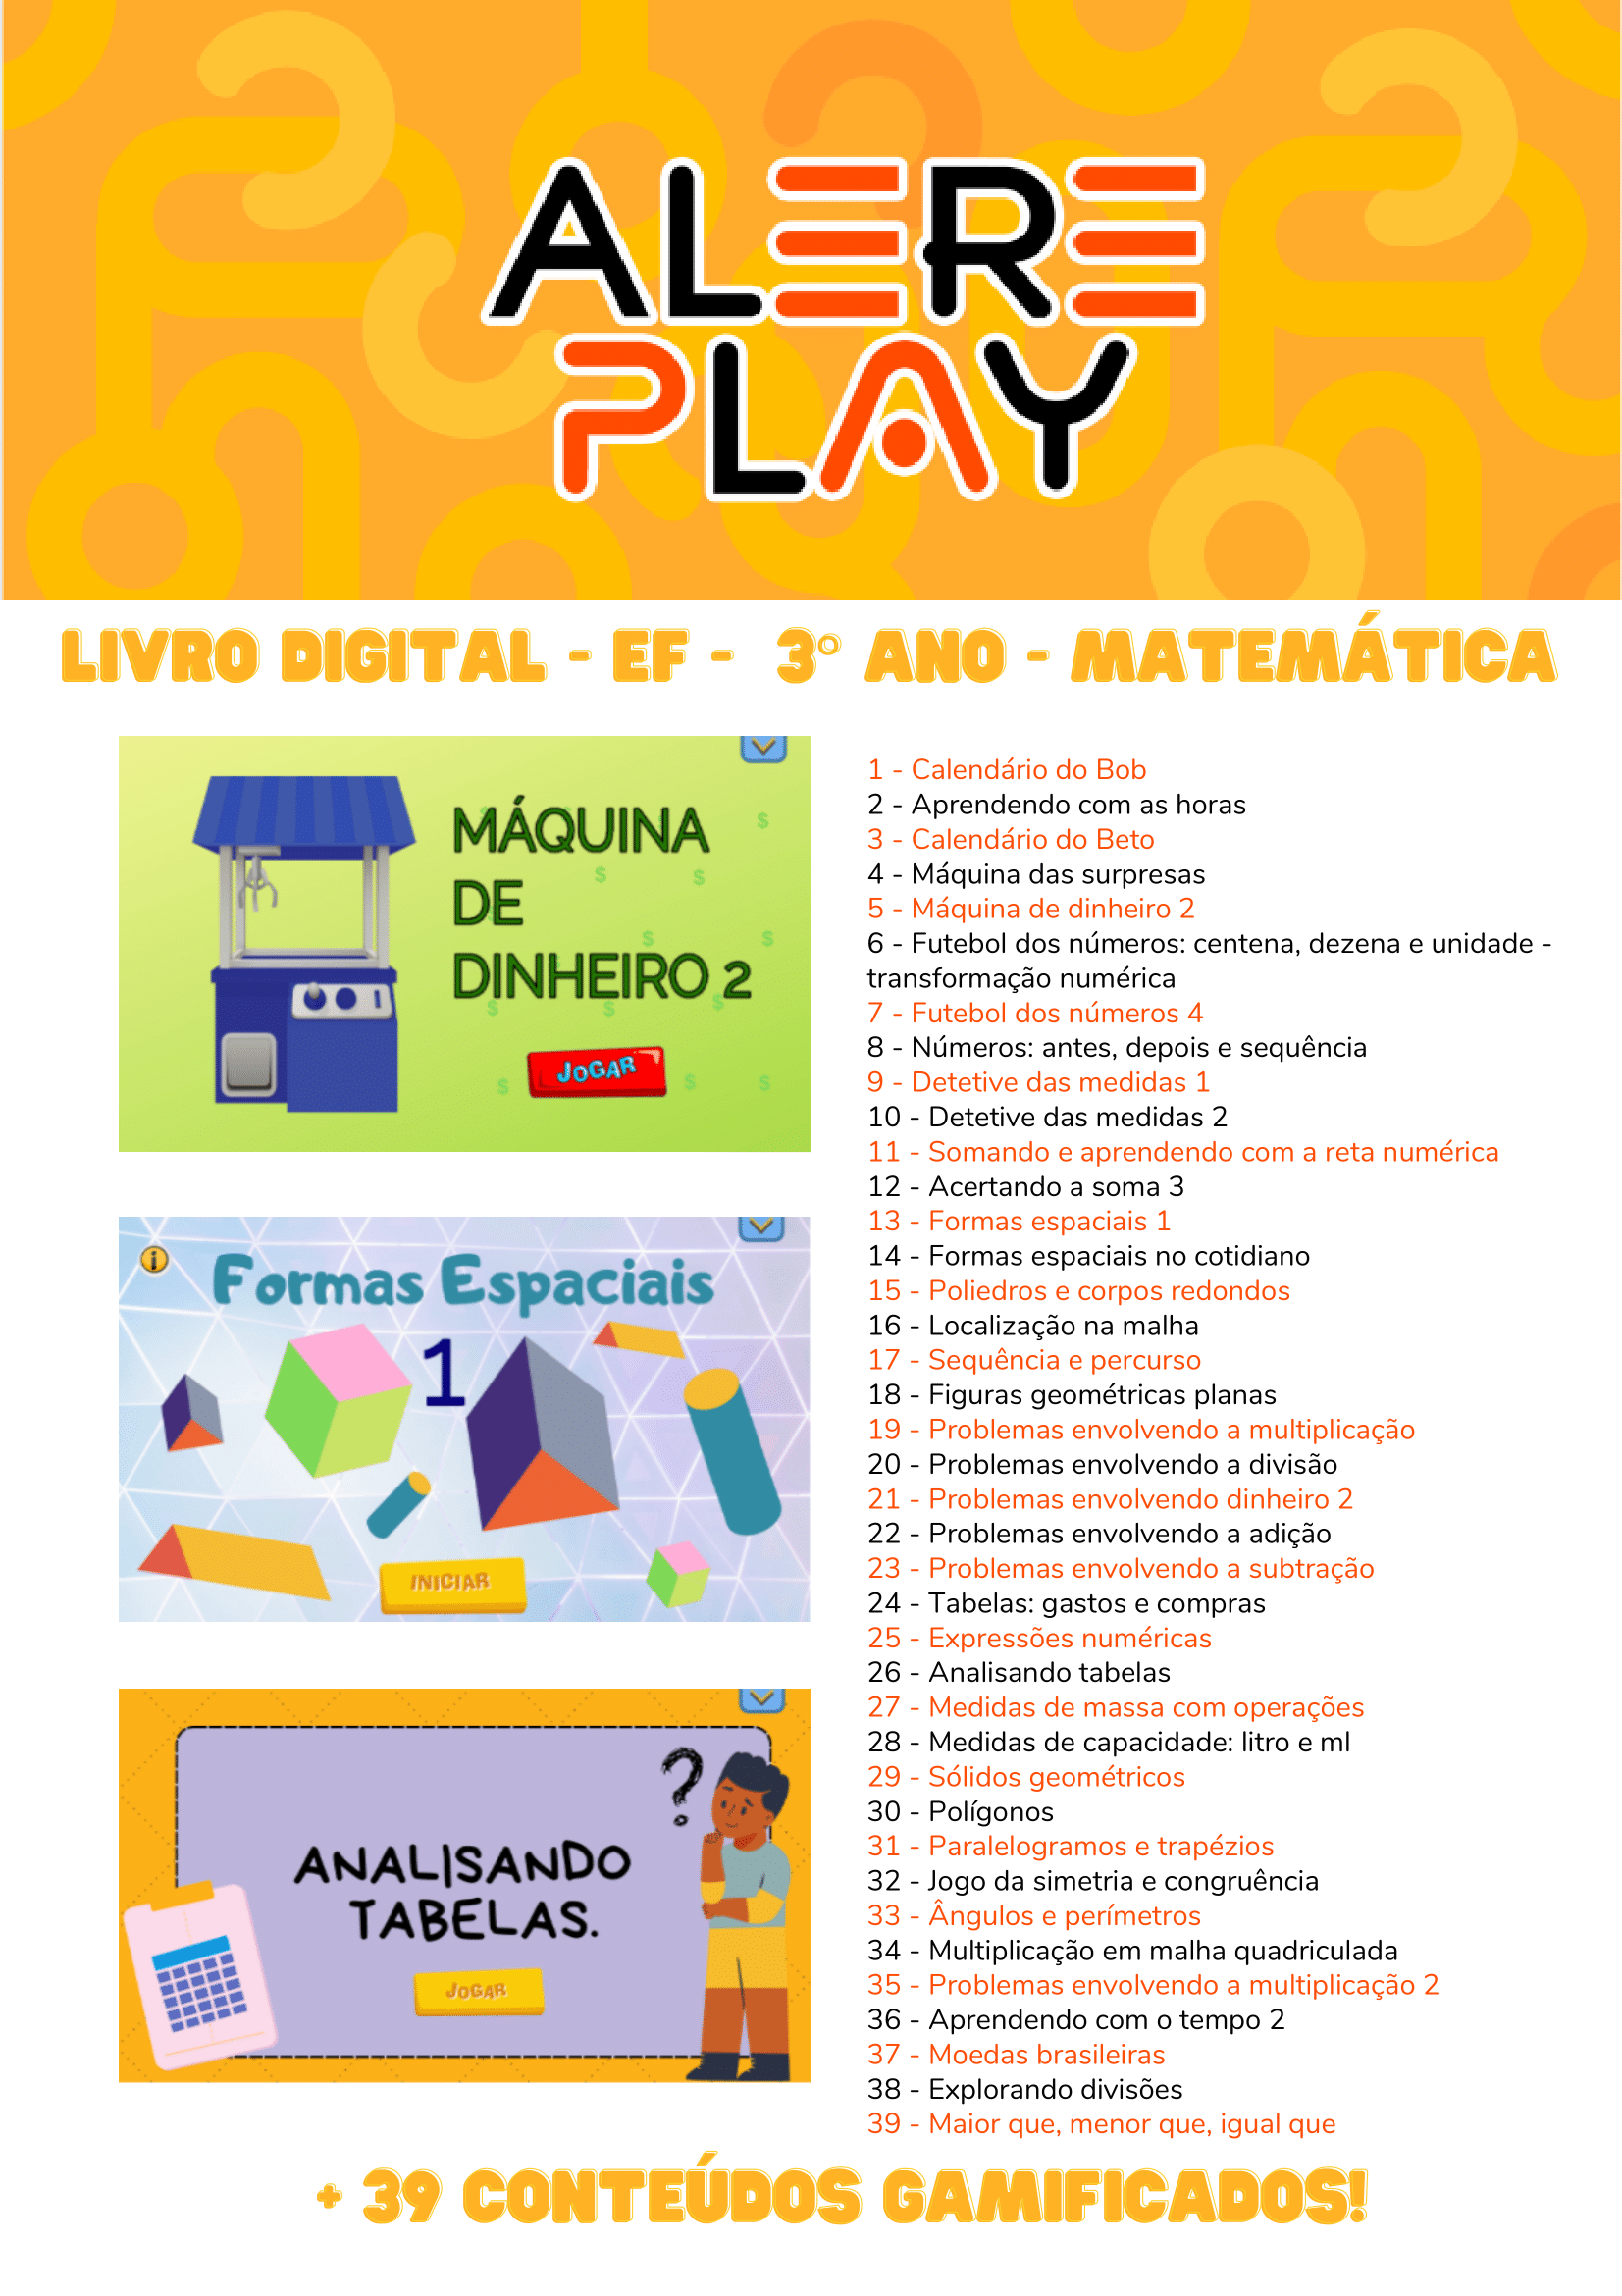 ALERE
PLAY
LIVRO DIGITAL - EF - 3º ANO - MATEMÁTICA
MÁQUINA
DE
DINHEIRO 2
JOGAR
Formas Espaciais
1
INICIAR
ANALISANDO
TABELAS.
JOGAR
1 - Calendário do Bob
2 - Aprendendo com as horas
3 - Calendário do Beto
4 - Máquina das surpresas
5 - Máquina de dinheiro 2
6 - Futebol dos números: centena, dezena e unidade -
transformação numérica
7 - Futebol dos números 4
8 - Números: antes, depois e sequência
9 - Detetive das medidas 1
10 - Detetive das medidas 2
11 - Somando e aprendendo com a reta numérica
12 - Acertando a soma 3
13 - Formas espaciais 1
14 - Formas espaciais no cotidiano
15 - Poliedros e corpos redondos
16 - Localização na malha
17 - Sequência e percurso
18 - Figuras geométricas planas
19 - Problemas envolvendo a multiplicação
20 - Problemas envolvendo a divisão
21 - Problemas envolvendo dinheiro 2
22 - Problemas envolvendo a adição
23 - Problemas envolvendo a subtração
24 - Tabelas: gastos e compras
25 - Expressões numéricas
26 - Analisando tabelas
27 - Medidas de massa com operações
28 - Medidas de capacidade: litro e ml
29 - Sólidos geométricos
30 - Polígonos
31 - Paralelogramos e trapézios
32 - Jogo da simetria e congruência
33 - Ângulos e perímetros
34 - Multiplicação em malha quadriculada
35 - Problemas envolvendo a multiplicação 2
36 - Aprendendo com o tempo 2
37 - Moedas brasileiras
38 - Explorando divisões
39 - Maior que, menor que, igual que
+ 39 CONTEÚDOS GAMIFICADOS!